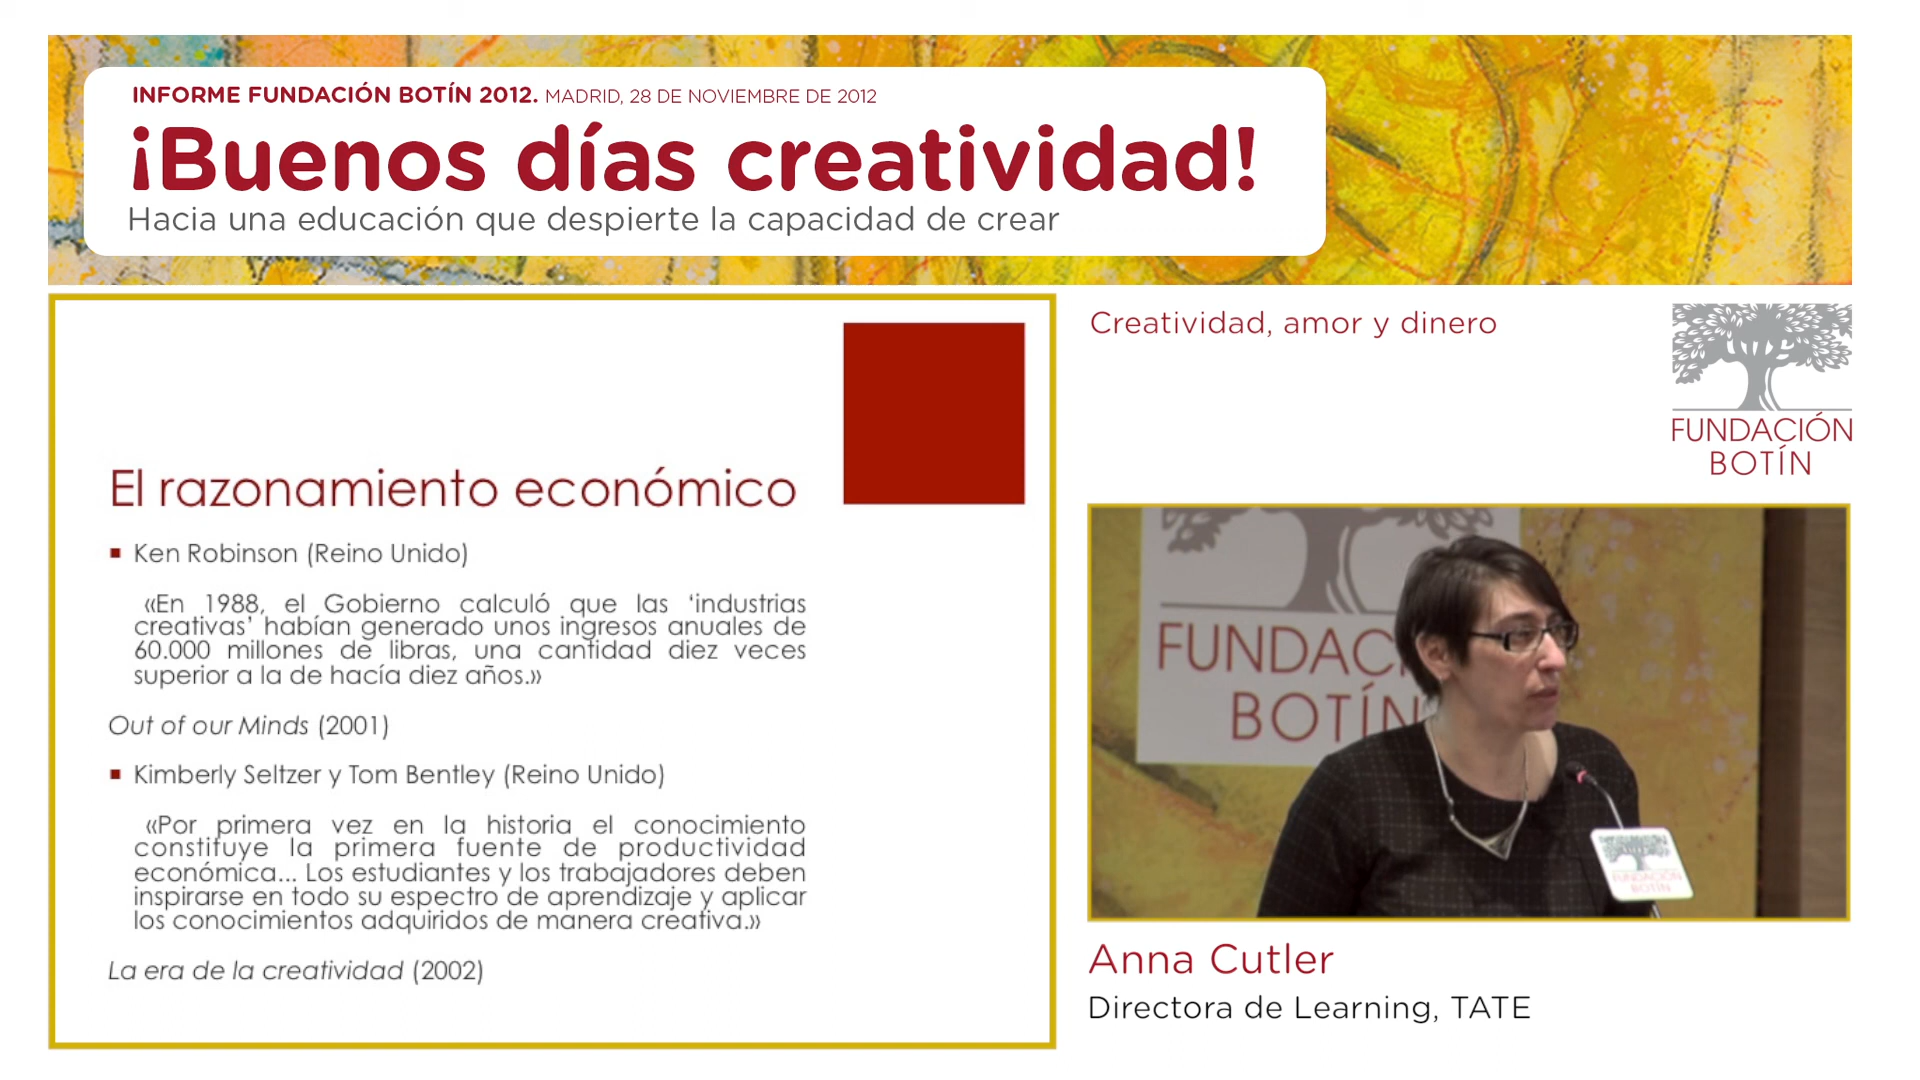 INFORME FUNDACIÓN BOTÍN 2012. MADRID, 28 DE NOVIEMBRE DE 2012
¡Buenos días creatividad!
Hacia una educación que despierte la capacidad de crear
El razonamiento económico
▪ Ken Robinson (Reino Unido)
«En 1988, el Gobierno calculó que las ‘industrias
creativas’ habían generado unos ingresos anuales de
60.000 millones de libras, una cantidad diez veces
superior a la de hacía diez años.»
Out of our Minds (2001)
▪ Kimberly Seltzer y Tom Bentley (Reino Unido)
«Por primera vez en la historia el conocimiento
constituye la primera fuente de productividad
económica... Los estudiantes y los trabajadores deben
inspirarse en todo su espectro de aprendizaje y aplicar
los conocimientos adquiridos de manera creativa.»
La era de la creatividad (2002)
Creatividad, amor y dinero
FUNDACIÓN
BOTÍN
FUNDAC
BOTÍN
FUNDACIÓN
BOTÍN
Anna Cutler
Directora de Learning, TATE